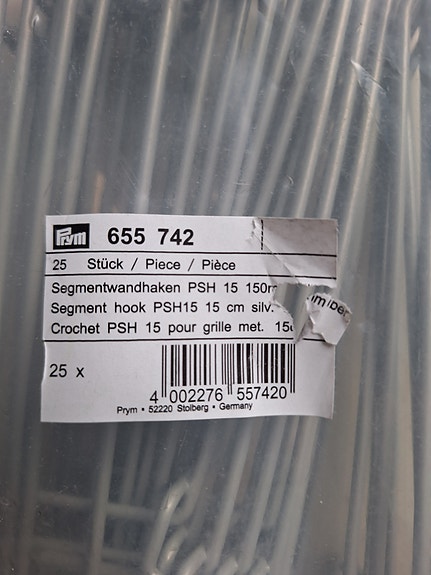 Prym 655 742
25 Stück / Piece / Pièce
Segmentwandhaken PSH 15
Segment hook PSH15 15 cm silv.
Crochet PSH 15 pour grille met.
25 x
4 002276 557420
Prym • 52220 Stolberg • Germany